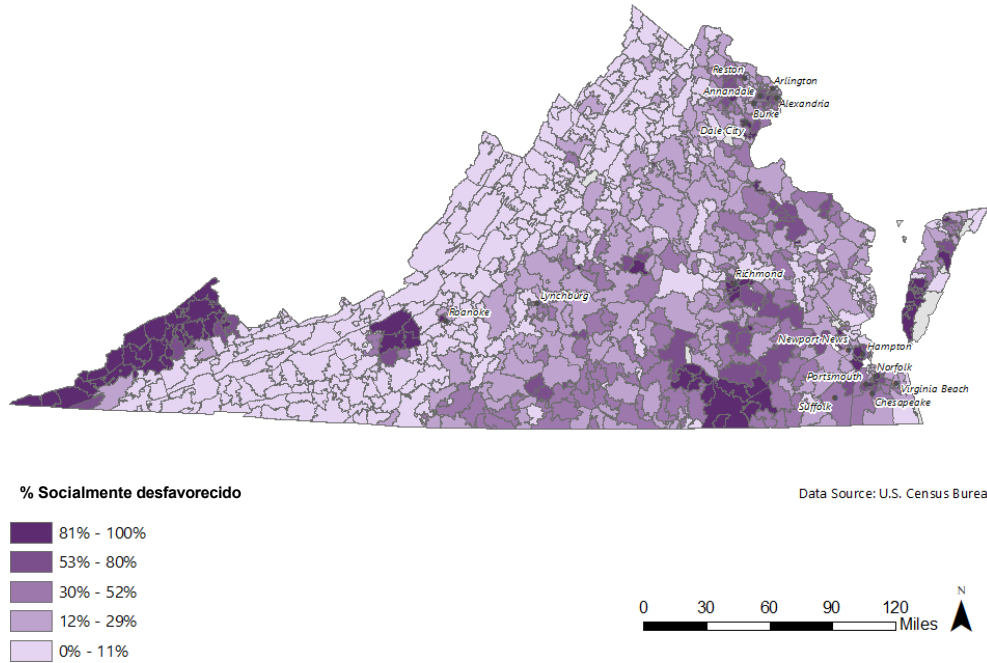 Reston
Arlington
Annandale
Alexandria
Burke
Dale City
Richmond
Lynchburg
Roanoke
Newport News
Hampton
Norfolk
Portsmouth
Virginia Beach
Suffolk
Chesapeake
% Socialmente desfavorecido
Data Source: U.S. Census Burea
81% - 100%
53% - 80%
30% - 52%
12% - 29%
0% - 11%
N
0 30 60 90 120
Miles